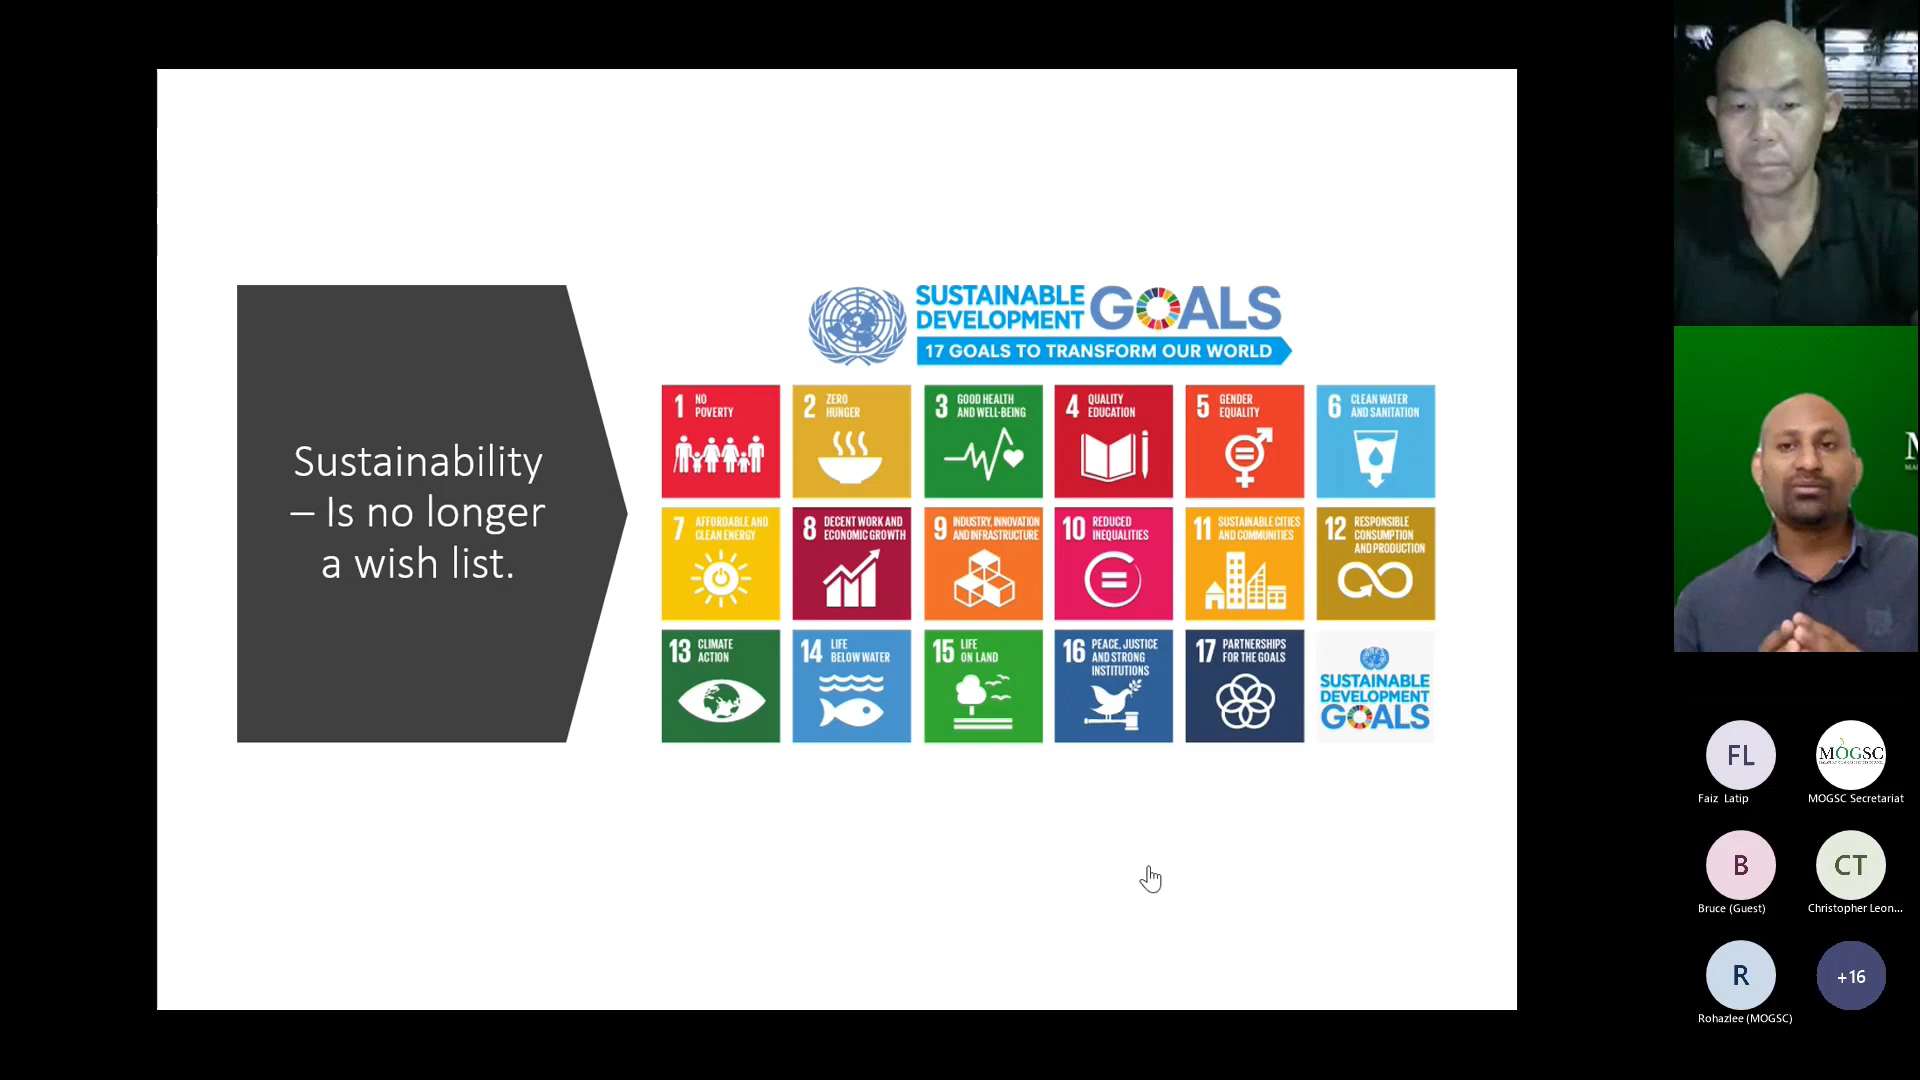 Sustainability
– Is no longer
a wish list.
SUSTAINABLE
DEVELOPMENT
GOALS
17 GOALS TO TRANSFORM OUR WORLD
1 NO
POVERTY
2 ZERO
HUNGER
3 GOOD HEALTH
AND WELL-BEING
4 QUALITY
EDUCATION
5 GENDER
EQUALITY
6 CLEAN WATER
AND SANITATION
7 AFFORDABLE AND
CLEAN ENERGY
8 DECENT WORK AND
ECONOMIC GROWTH
9 INDUSTRY, INNOVATION
AND INFRASTRUCTURE
10 REDUCED
INEQUALITIES
11 SUSTAINABLE CITIES
AND COMMUNITIES
12 RESPONSIBLE
CONSUMPTION
AND PRODUCTION
13 CLIMATE
ACTION
14 LIFE
BELOW WATER
15 LIFE
ON LAND
16 PEACE, JUSTICE
AND STRONG
INSTITUTIONS
17 PARTNERSHIPS
FOR THE GOALS
SUSTAINABLE
DEVELOPMENT
GOALS
FL
Faiz Latip
MOGSC
MOGSC Secretariat
B
Bruce (Guest)
CT
Christopher Leon...
R
Rohazlee (MOGSC)
+16